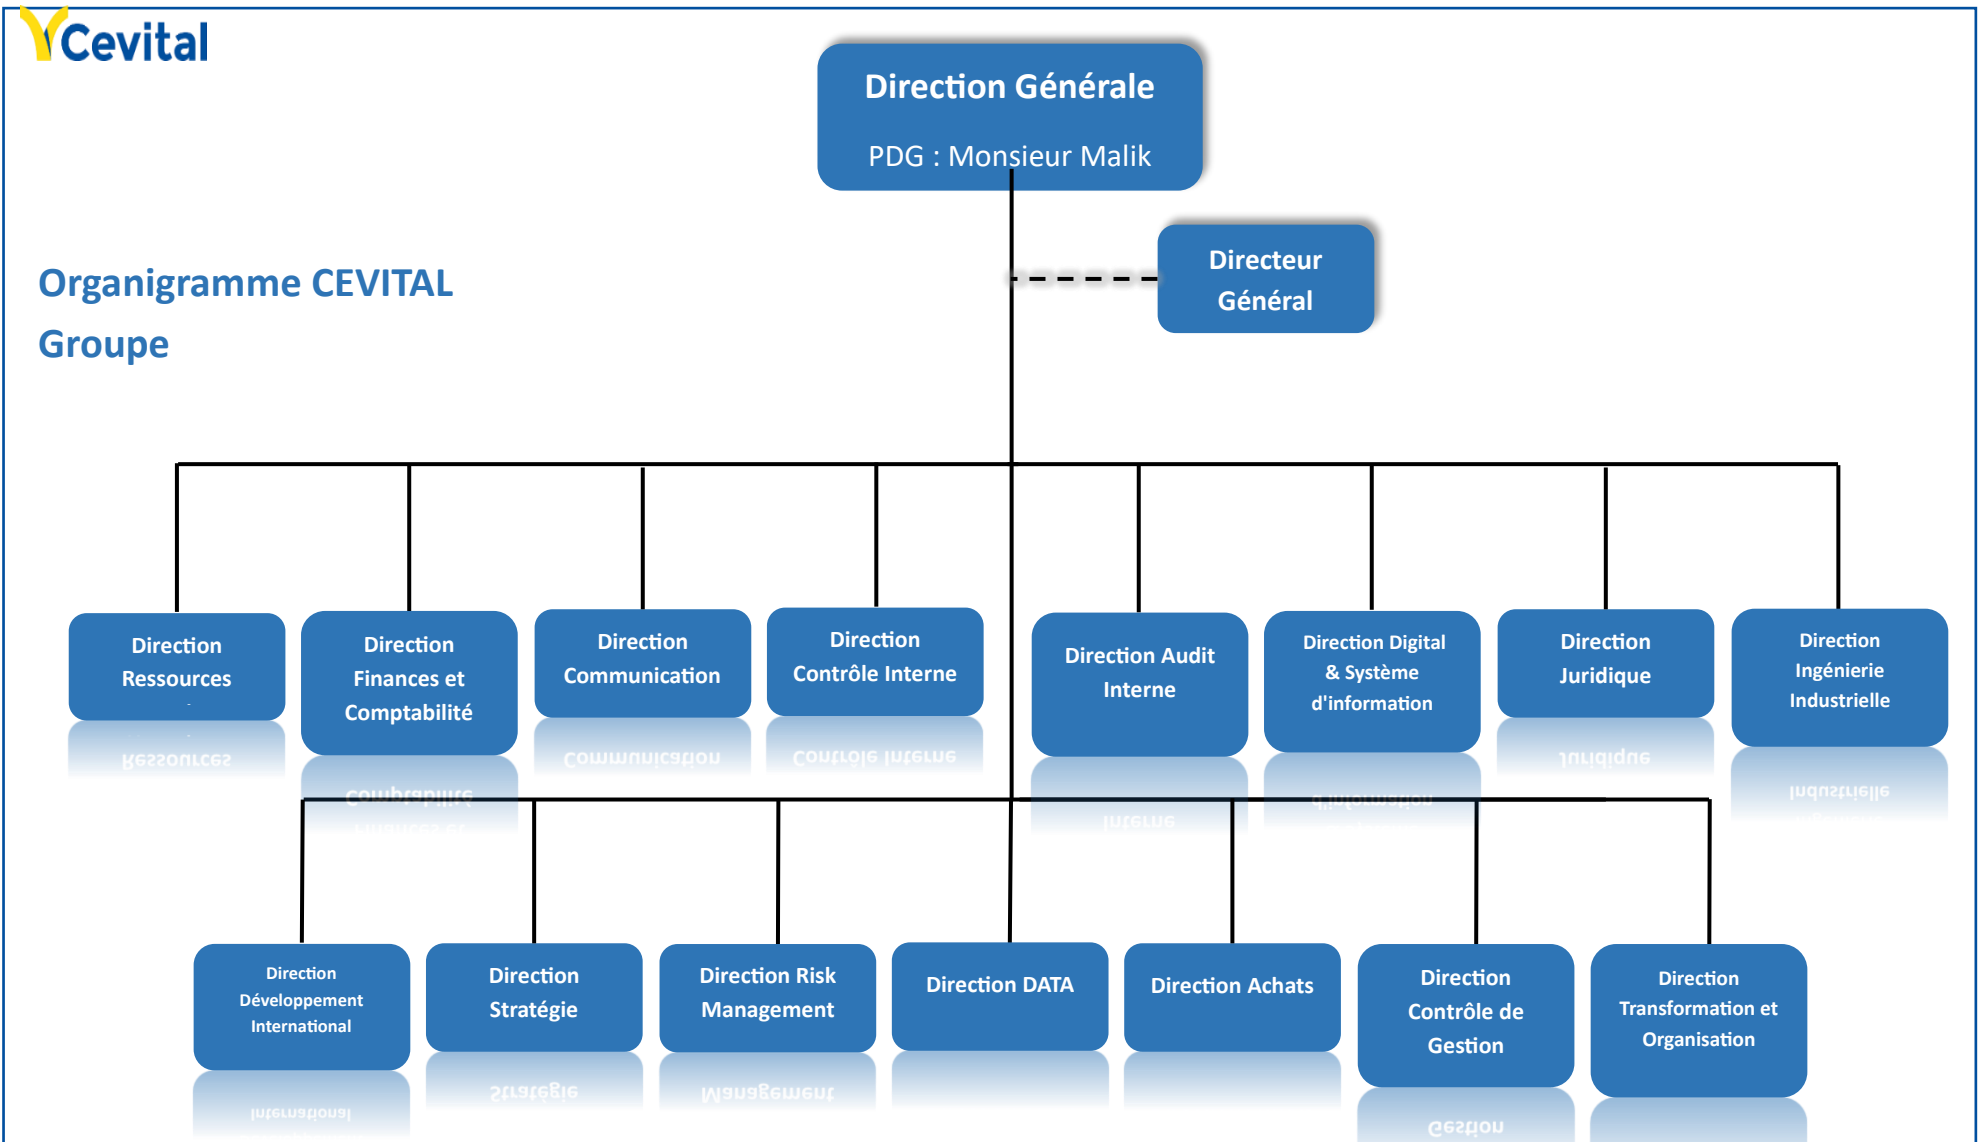 Cevital
Direction Générale
PDG : Monsieur Malik
Directeur
Général
Organigramme CEVITAL
Groupe
Direction
Ressources
Direction
Finances et
Comptabilité
Direction
Communication
Direction
Contrôle Interne
Direction Audit
Interne
Direction Digital
& Système
d'information
Direction
Juridique
Direction
Ingénierie
Industrielle
Direction
Développement
International
Direction
Stratégie
Direction Risk
Management
Direction DATA
Direction Achats
Direction
Contrôle de
Gestion
Direction
Transformation et
Organisation